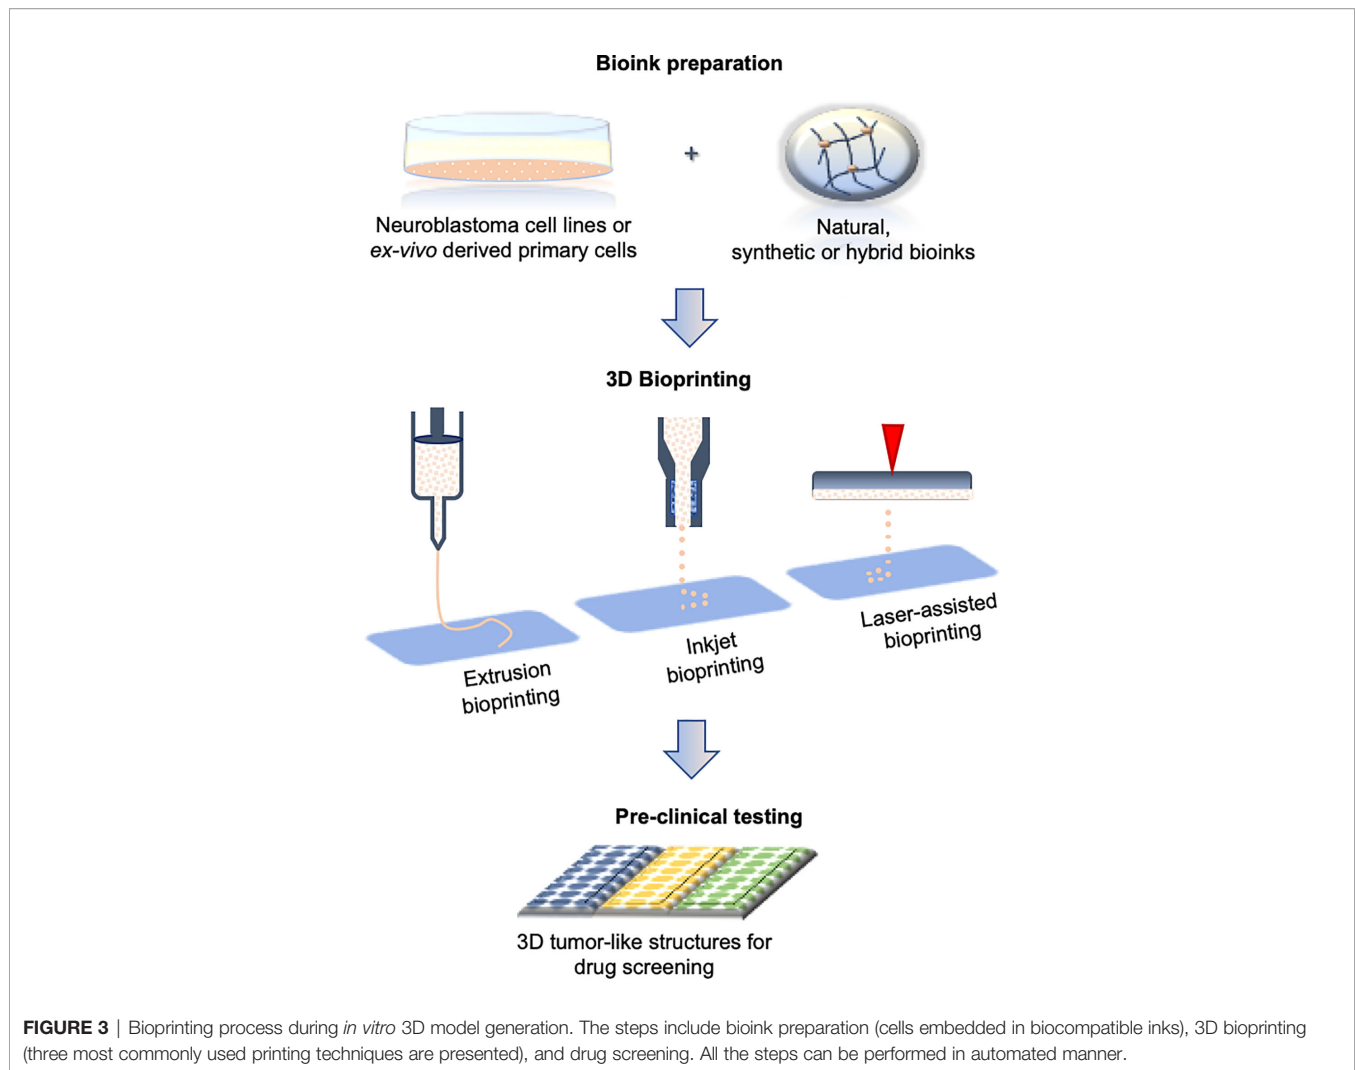 Bioink preparation
+
Neuroblastoma cell lines or
ex-vivo derived primary cells
Natural,
synthetic or hybrid bioinks
3D Bioprinting
Extrusion
bioprinting
Inkjet
bioprinting
Laser-assisted
bioprinting
Pre-clinical testing
3D tumor-like structures for
drug screening
FIGURE 3 | Bioprinting process during in vitro 3D model generation. The steps include bioink preparation (cells embedded in biocompatible inks), 3D bioprinting
(three most commonly used printing techniques are presented), and drug screening. All the steps can be performed in automated manner.